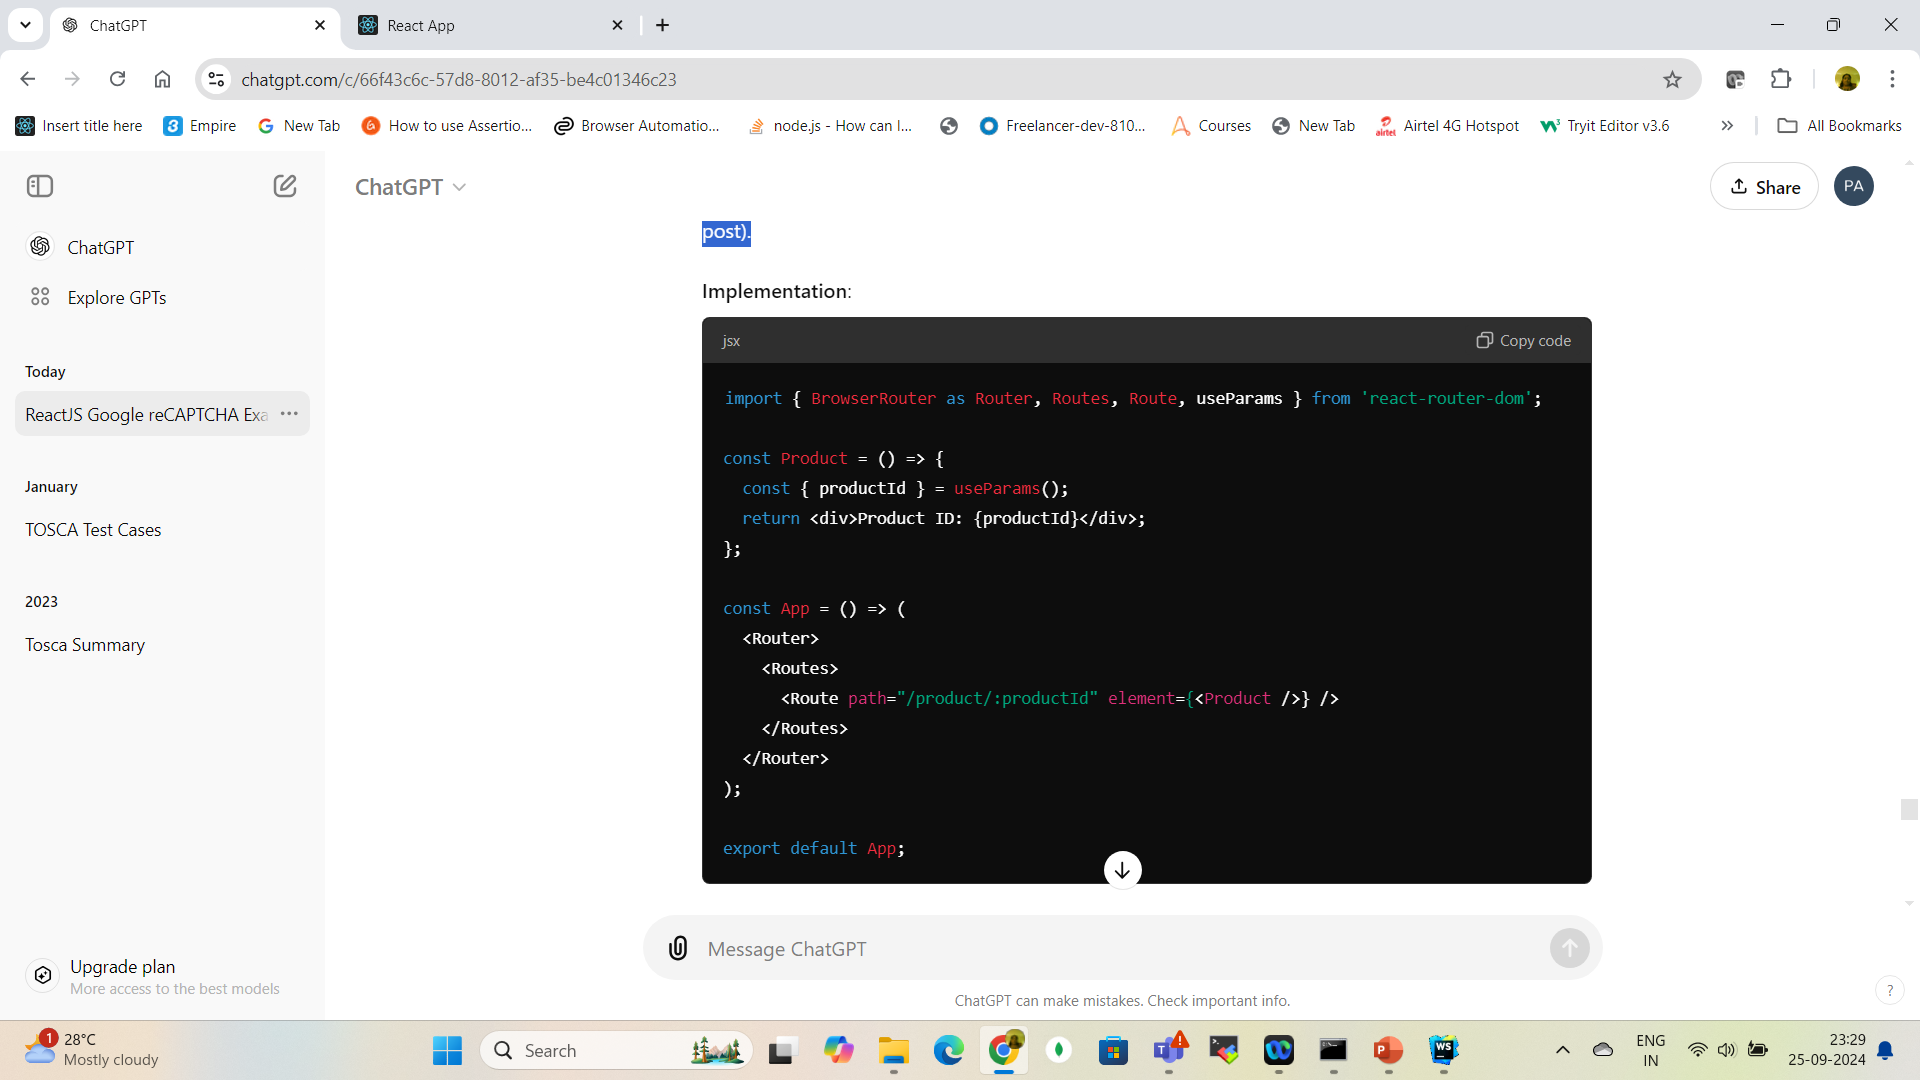 ChatGPT
React App
chatgpt.com/c/66f43c6c-57d8-8012-af35-be4c01346c23
Insert title here
Empire
New Tab
How to use Assertio...
Browser Automatio...
node.js - How can I...
Freelancer-dev-810...
Courses
New Tab
Airtel 4G Hotspot
Tryit Editor v3.6
All Bookmarks
ChatGPT
Share
PA
ChatGPT
Explore GPTs
Today
ReactJS Google reCAPTCHA Exa
January
TOSCA Test Cases
2023
Tosca Summary
Upgrade plan
More access to the best models
post).
Implementation:
jsx
Copy code
import { BrowserRouter as Router, Routes, Route, useParams } from 'react-router-dom';
const Product = () => {
const { productId } = useParams();
return <div>Product ID: {productId}</div>;
};
const App = () => (
<Router>
<Routes>
<Route path="/product/:productId" element={<Product />} />
</Routes>
</Router>
);
export default App;
Message ChatGPT
ChatGPT can make mistakes. Check important info.
?
1
28°C
Mostly cloudy
Search
ENG
IN
23:29
25-09-2024